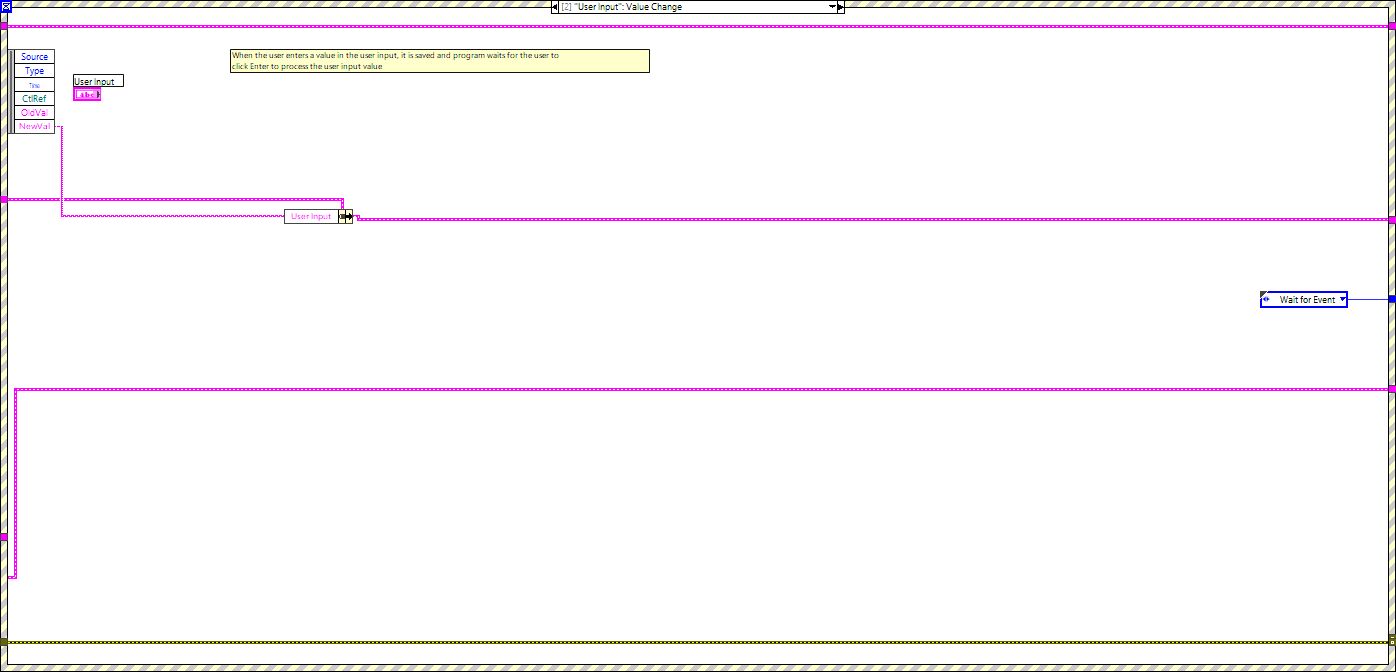 [2] "User Input": Value Change
Source
Type
Time
CtlRef
OldVal
NewVal
User Input
abc
When the user enters a value in the user input, it is saved and program waits for the user to
click Enter to process the user input value
User Input
Wait for Event